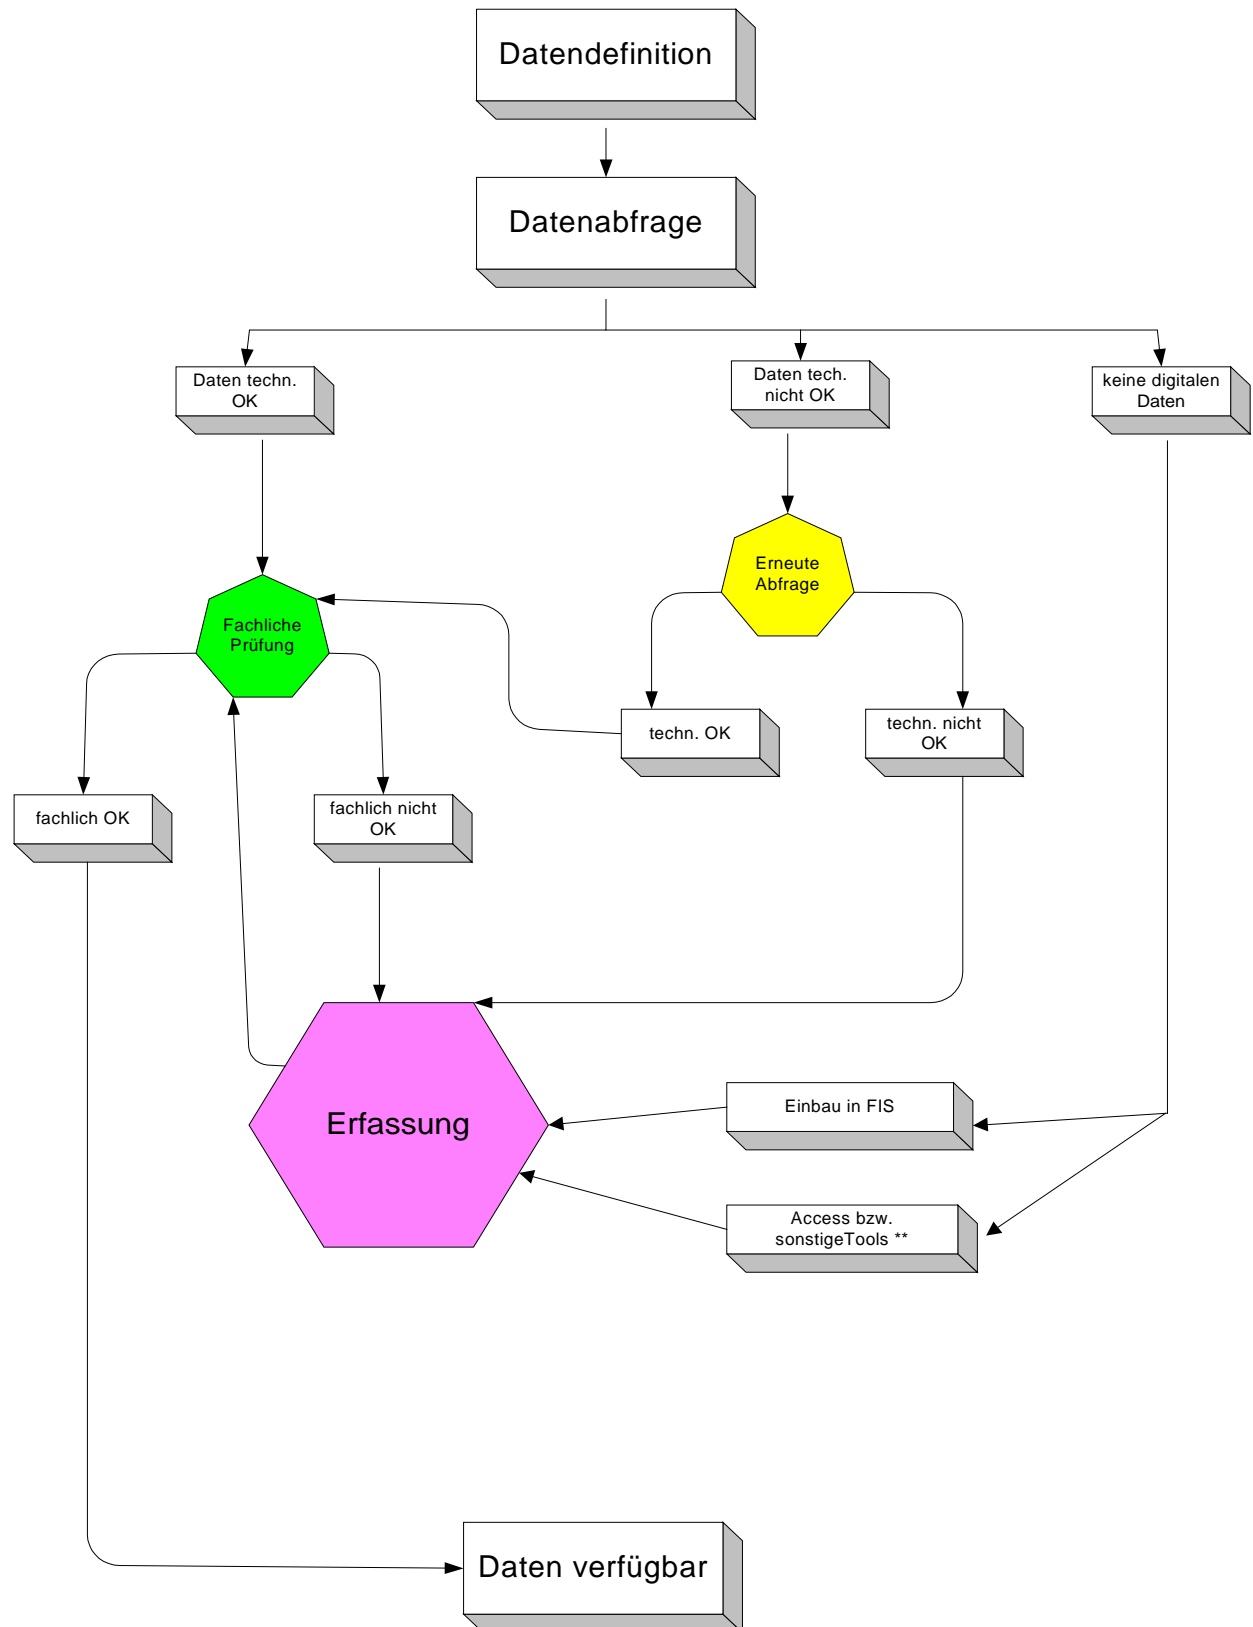 Datendefinition
Datenabfrage
Daten techn.
OK
Daten tech.
nicht OK
keine digitalen
Daten
Erneute
Abfrage
Fachliche
Prüfung
techn. OK
techn. nicht
OK
fachlich OK
fachlich nicht
OK
Erfassung
Einbau in FIS
Access bzw.
sonstigeTools **
Daten verfügbar